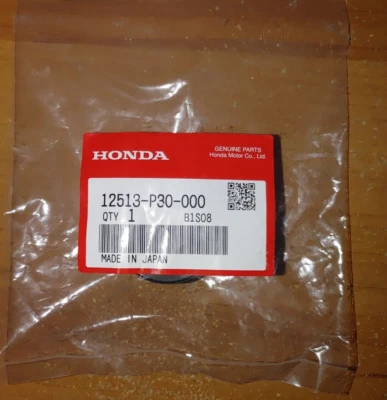 HONDA
GENUINE PARTS
Honda Motor Co., Ltd.
12513-P30-000
QTY 1 B1S08
MADE IN JAPAN